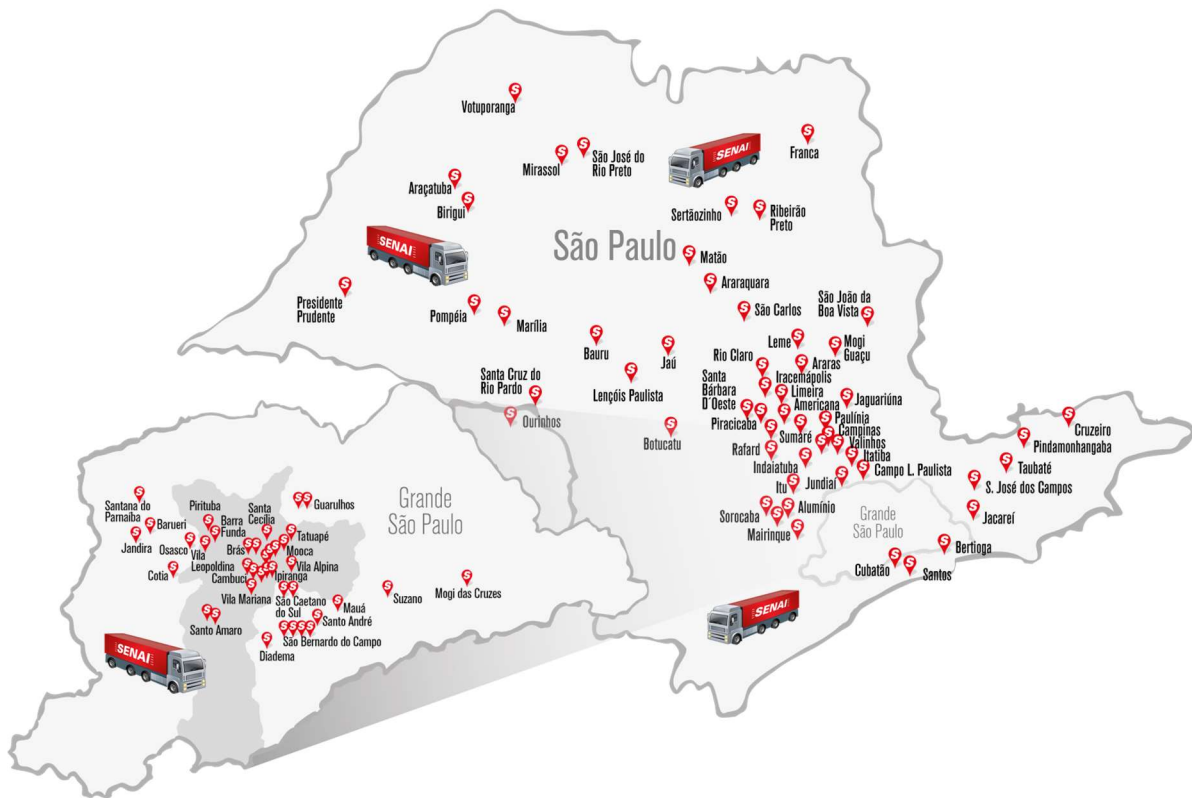 Votuporanga
Mirassol
São José do
Rio Preto
SENAI
Franca
Araçatuba
Birigui
Sertãozinho
Ribeirão
Preto
SENAI
São Paulo
Matão
Araraquara
Presidente
Prudente
Pompéia
Marília
São Carlos
São João da
Boa Vista
Bauru
Jaú
Leme
Mogi
Guaçu
Rio Claro
Araras
Santa Cruz do
Rio Pardo
Lençóis Paulista
Santa
Bárbara
D´Oeste
Iracemápolis
Limeira
Americana
Jaguariúna
Ourinhos
Botucatu
Piracicaba
Sumaré
Paulínia
Campinas
Valinhos
Cruzeiro
Pindamonhangaba
Rafard
Indaiatuba
Itatiba
Itu
Jundiaí
Campo L. Paulista
Taubaté
S. José dos Campos
Sorocaba
Alumínio
Mairinque
Grande
São Paulo
Jacareí
Bertioga
Cubatão
Santos
SENAI
Grande
São Paulo
Santana do
Parnaíba
Barueri
Jandira
Pirituba
Barra
Funda
Santa
Cecília
Guarulhos
Osasco
Vila
Leopoldina
Brás
Tatuapé
Mooca
Cotia
Cambuci
Ipiranga
Vila Alpina
Vila Mariana
São Caetano
do Sul
Mauá
Suzano
Mogi das Cruzes
Santo Amaro
Santo André
São Bernardo do Campo
Diadema
SENAI